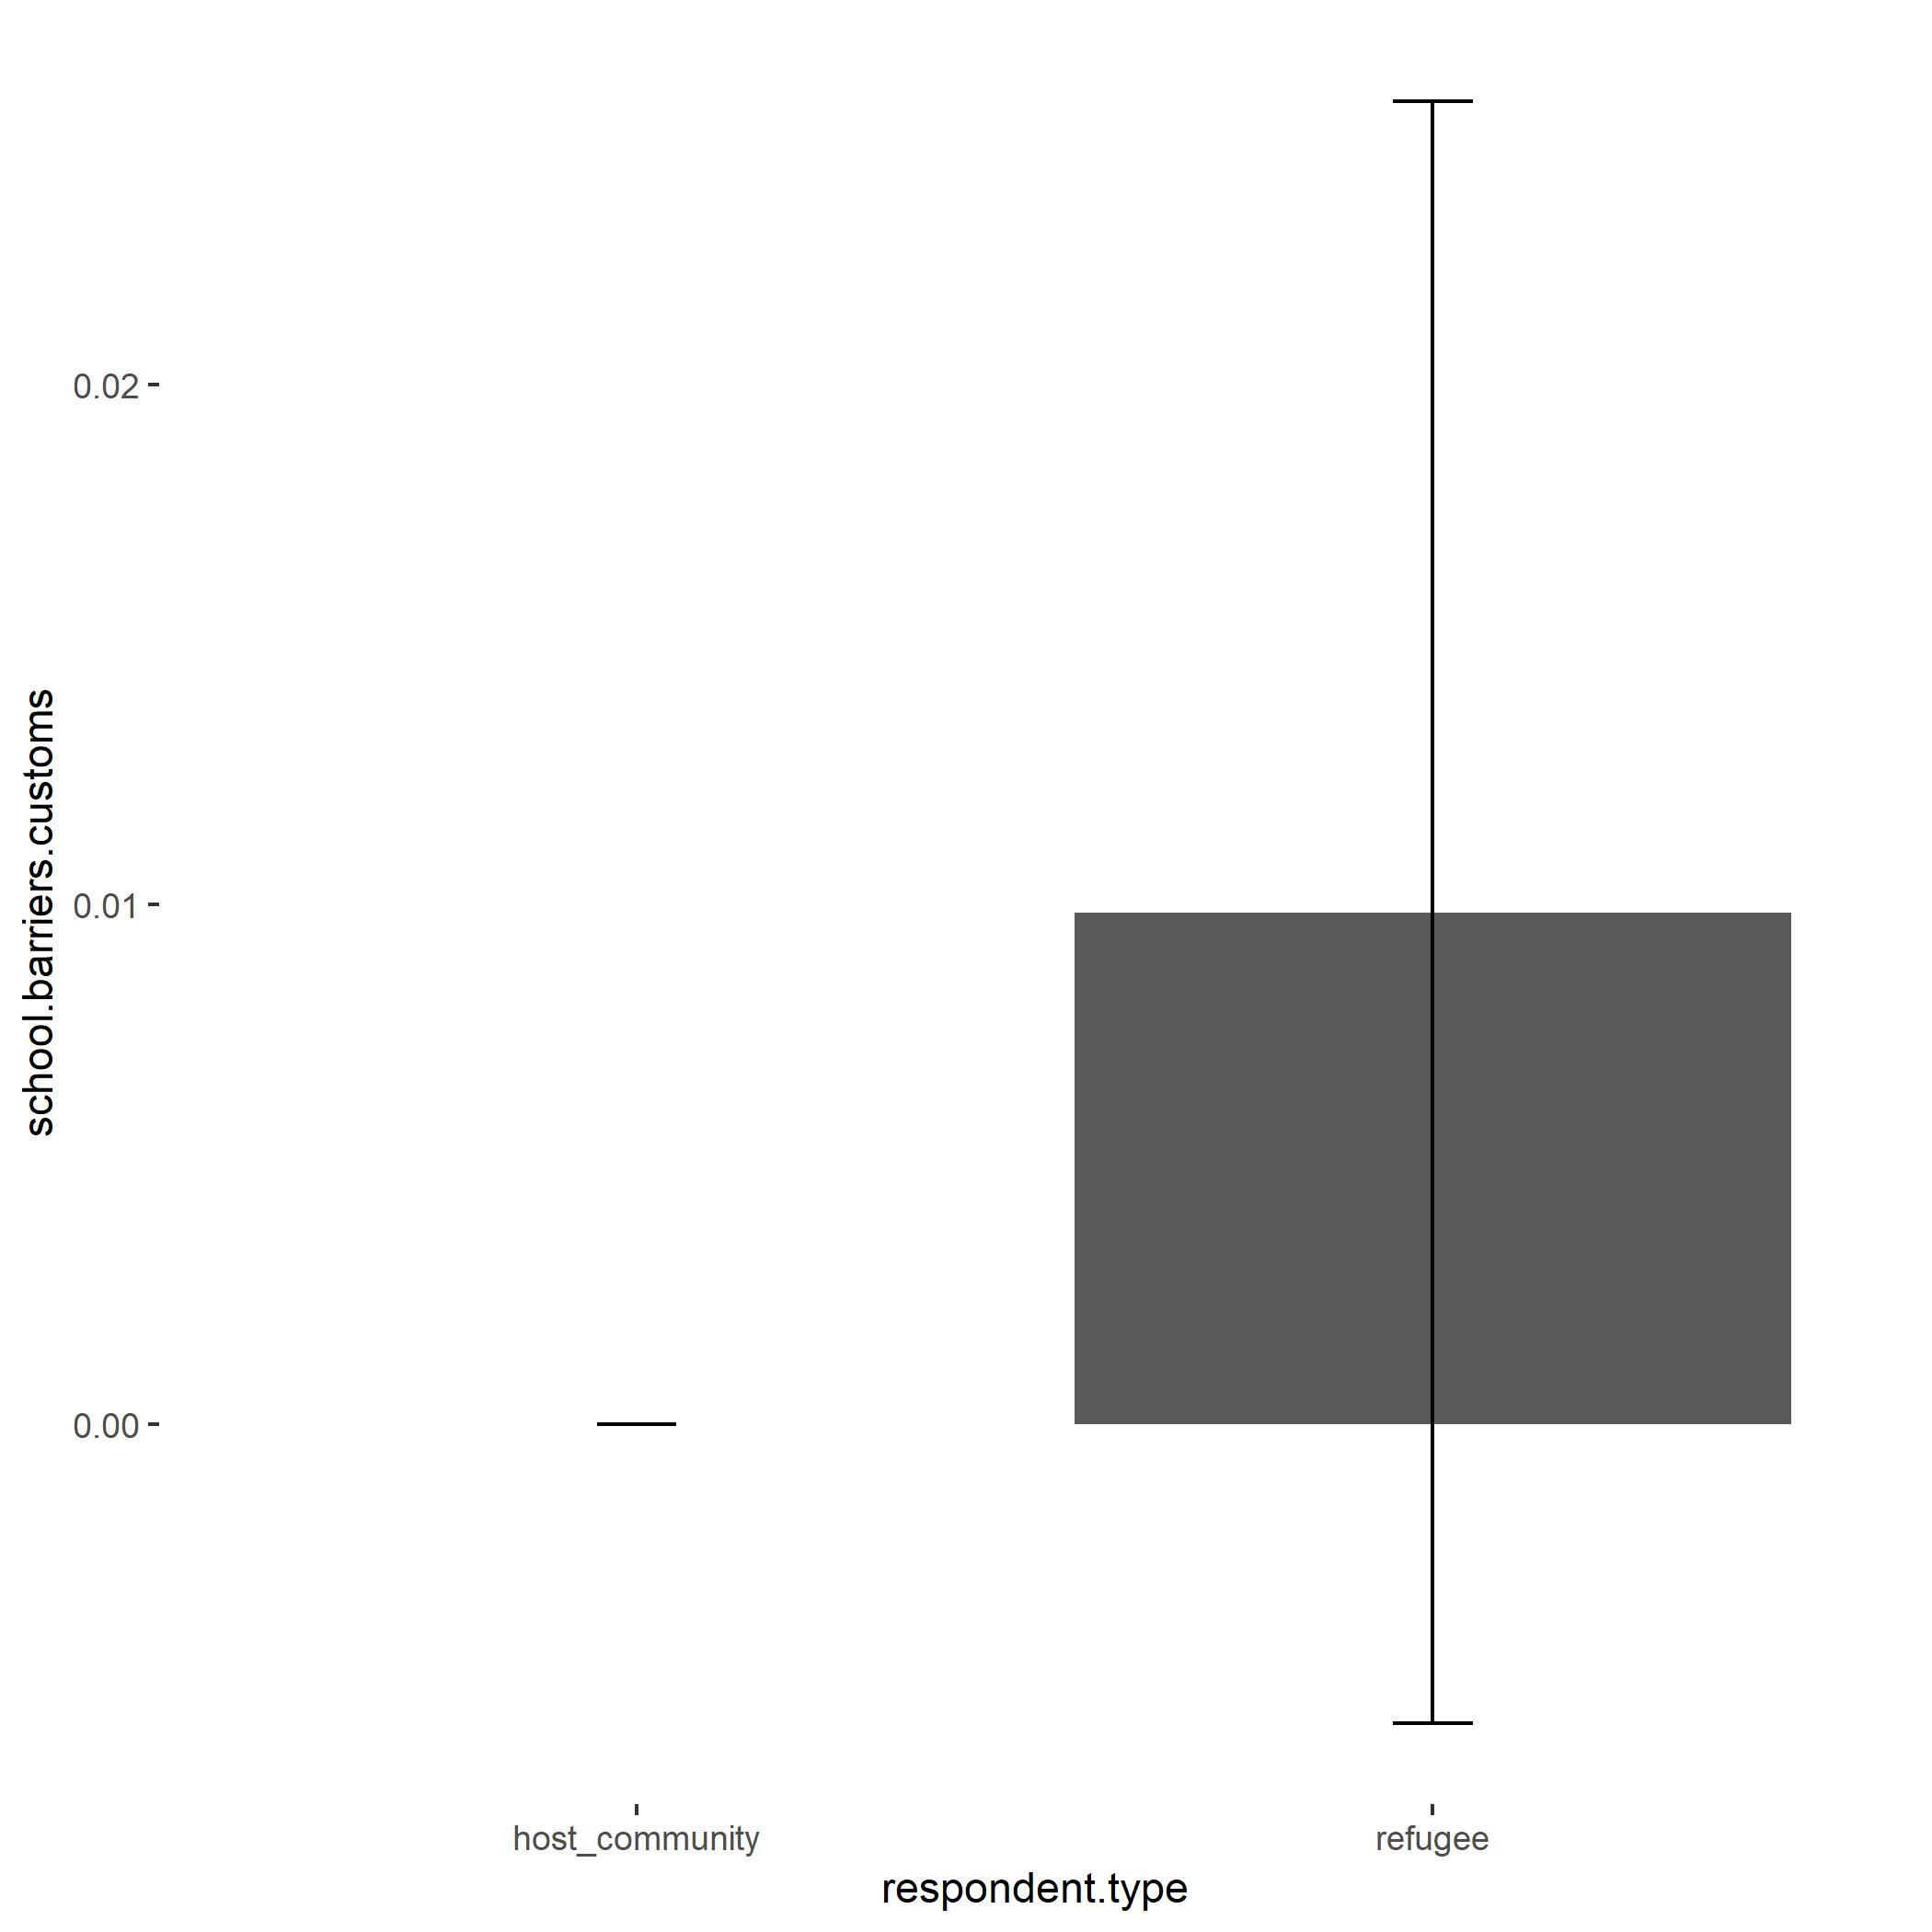 school.barriers.customs
0.02
0.01
0.00
host_community
refugee
respondent.type